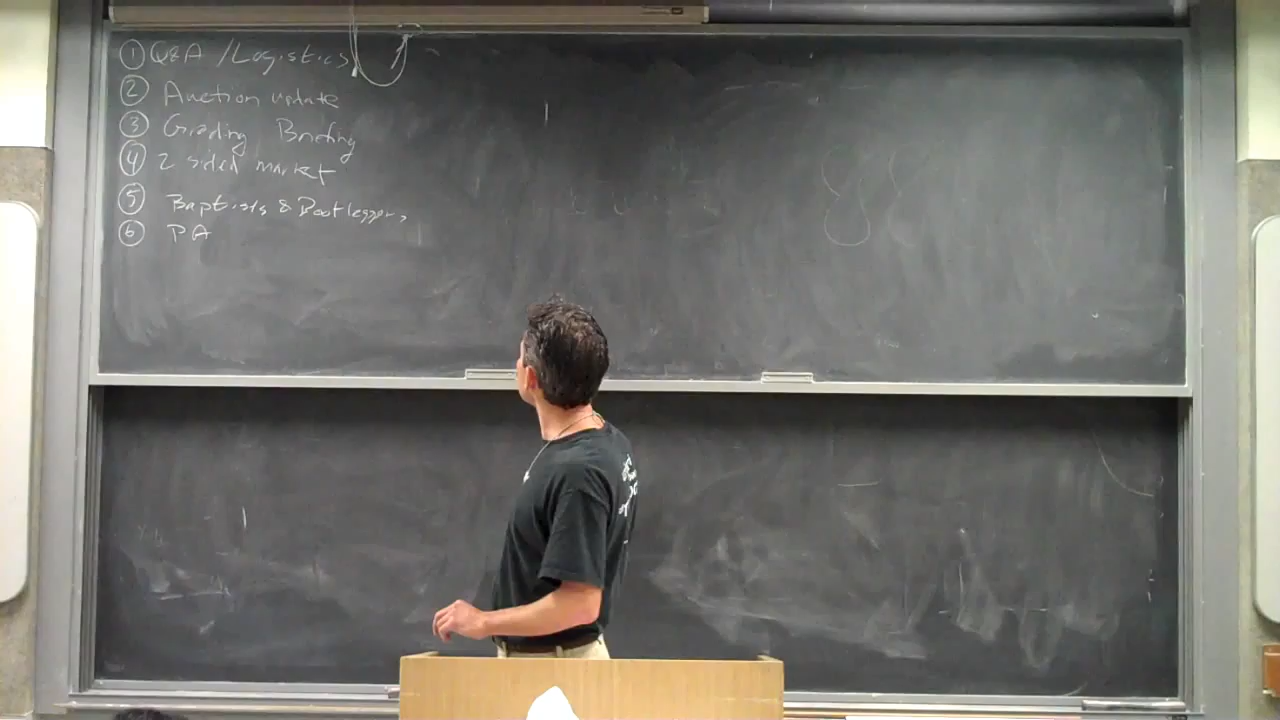 ① Q&A / Logistics
② Auction update
③ Grading Briefing
④ 2 sided market
⑤ Baptists & Bootleggers
⑥ PA